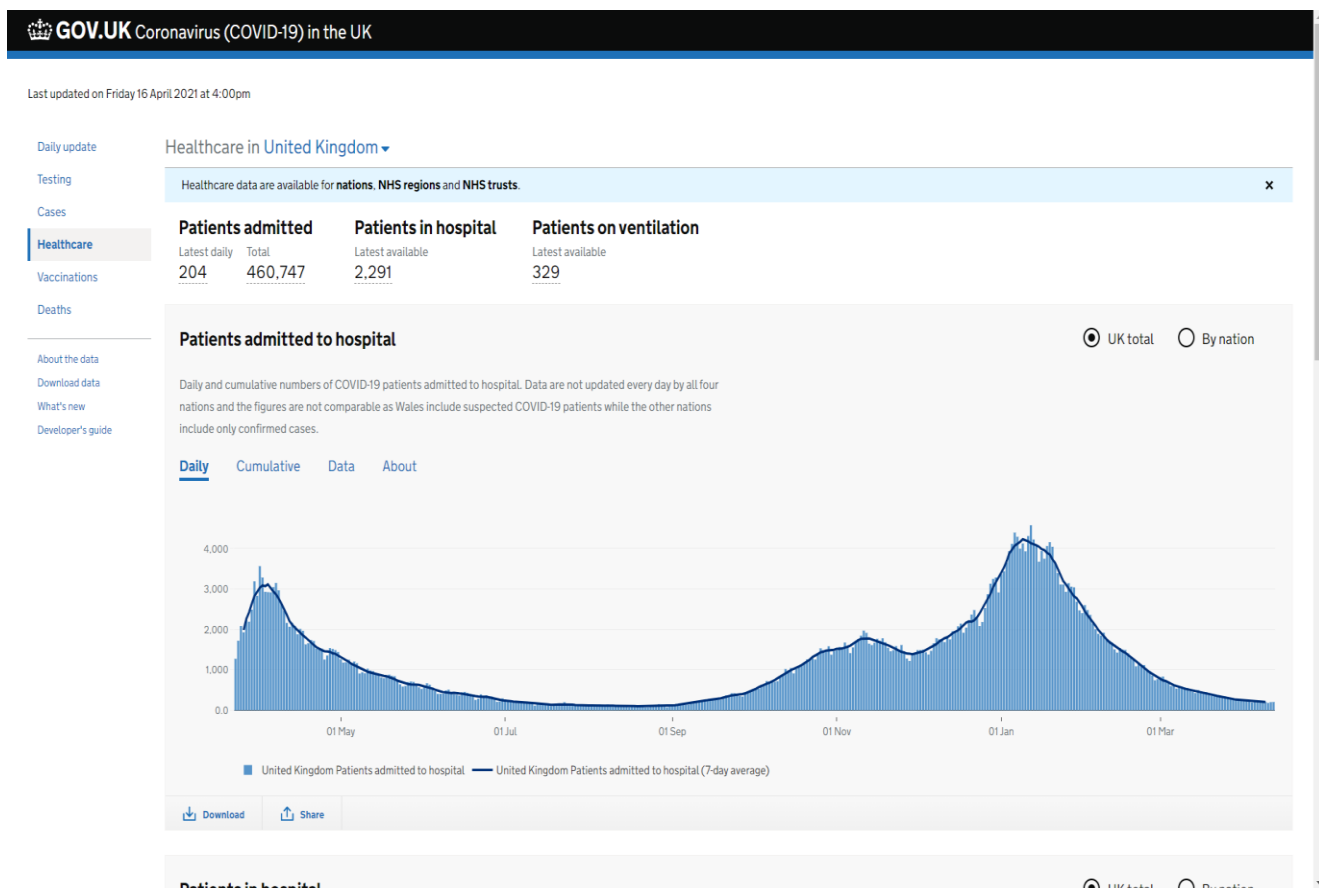 GOV.UK Coronavirus (COVID-19) in the UK
Last updated on Friday 16 April 2021 at 4:00pm
Daily update
Testing
Cases
Healthcare
Vaccinations
Deaths
About the data
Download data
What's new
Developer's guide
Healthcare in United Kingdom
Healthcare data are available for nations, NHS regions and NHS trusts. x
Patients admitted Patients in hospital Patients on ventilation
Latest daily Total Latest available Latest available
204 460,747 2,291 329
Patients admitted to hospital UK total By nation
Daily and cumulative numbers of COVID-19 patients admitted to hospital. Data are not updated every day by all four
nations and the figures are not comparable as Wales include suspected COVID-19 patients while the other nations
include only confirmed cases.
Daily Cumulative Data About
4,000
3,000
2,000
1,000
0.0
01 May 01 Jul 01 Sep 01 Nov 01 Jan 01 Mar
United Kingdom Patients admitted to hospital United Kingdom Patients admitted to hospital (7-day average)
Download Share
Patients in hospital UK total By nation